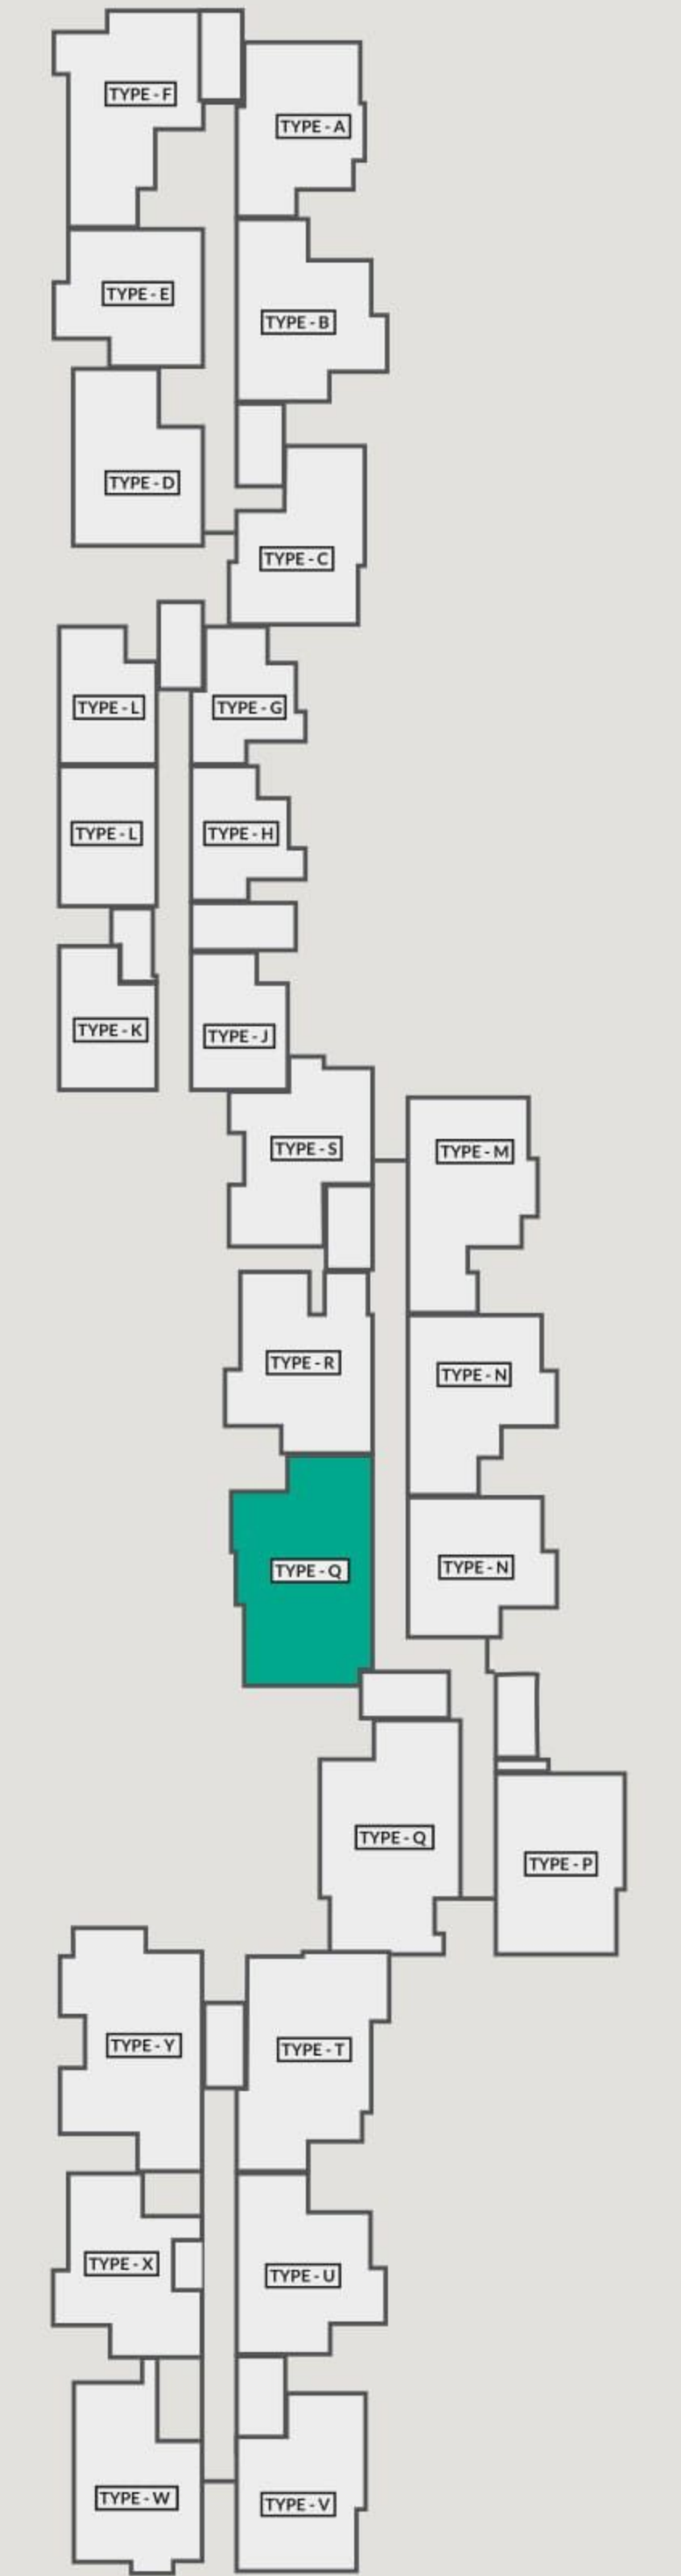 TYPE - F
TYPE - A
TYPE - E
TYPE - B
TYPE - D
TYPE - C
TYPE - L
TYPE - G
TYPE - L
TYPE - H
TYPE - K
TYPE - J
TYPE - S
TYPE - M
TYPE - R
TYPE - N
TYPE - Q
TYPE - N
TYPE - Q
TYPE - P
TYPE - Y
TYPE - T
TYPE - X
TYPE - U
TYPE - W
TYPE - V